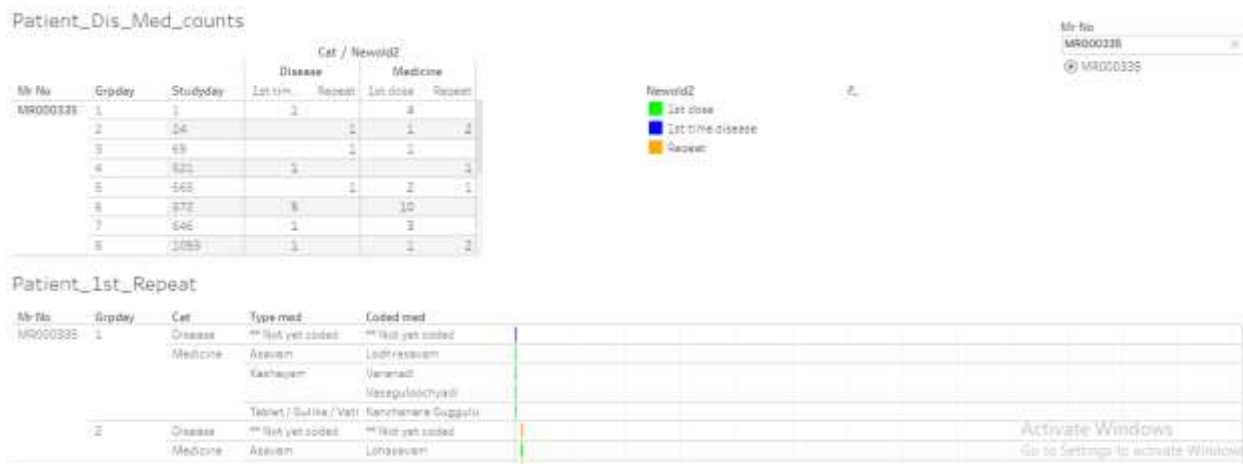 Patient_Dis_Med_counts
Mr No
MR000335
MR000335
Cat / Newold2
Disease Medicine
Mr No Grpday Studyday 1st tim.. Repeat 1st dose Repeat
MR000335 1 1 1 4
2 24 1 1 2
3 69 1 1
4 521 1 1
5 565 1 2 1
6 572 10
7 646 1 3
8 1093 1 1 2
Newold2
1st dose
1st time disease
Repeat
Patient_1st_Repeat
Mr No Grpday Cat Type med Coded med
MR000335 1 Disease ** Not yet coded ** Not yet coded
Medicine Asavam Lodhrasavam
Kashayam Varanadi
Tablet / Gulika / Vati Kanchanara Guggulu
2 Disease ** Not yet coded ** Not yet coded
Medicine Asavam Lohasavam
Activate Windows
Go to Settings to activate Windows